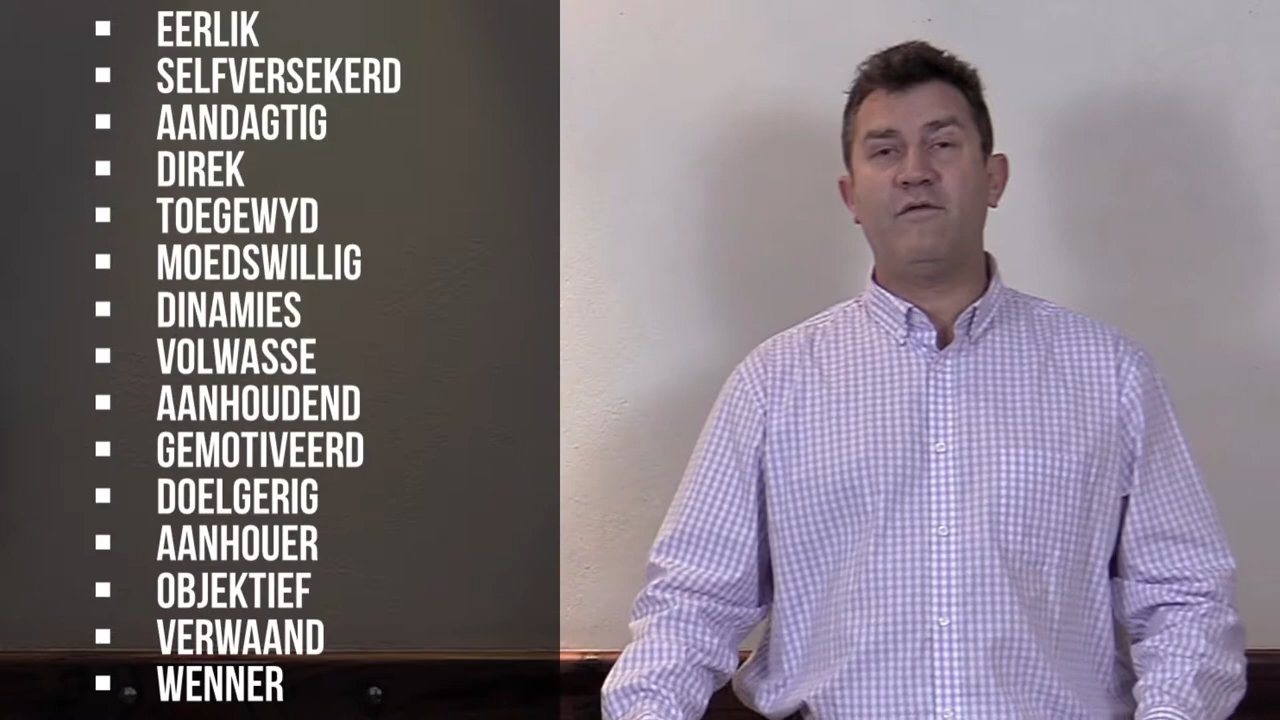 EERLIK
SELFVERSEKERD
AANDAGTIG
DIREK
TOEGEWYD
MOEDSWILLIG
DINAMIES
VOLWASSE
AANHOUDEND
GEMOTIVEERD
DOELGERIG
AANHOUER
OBJEKTIEF
VERWAAND
WENNER